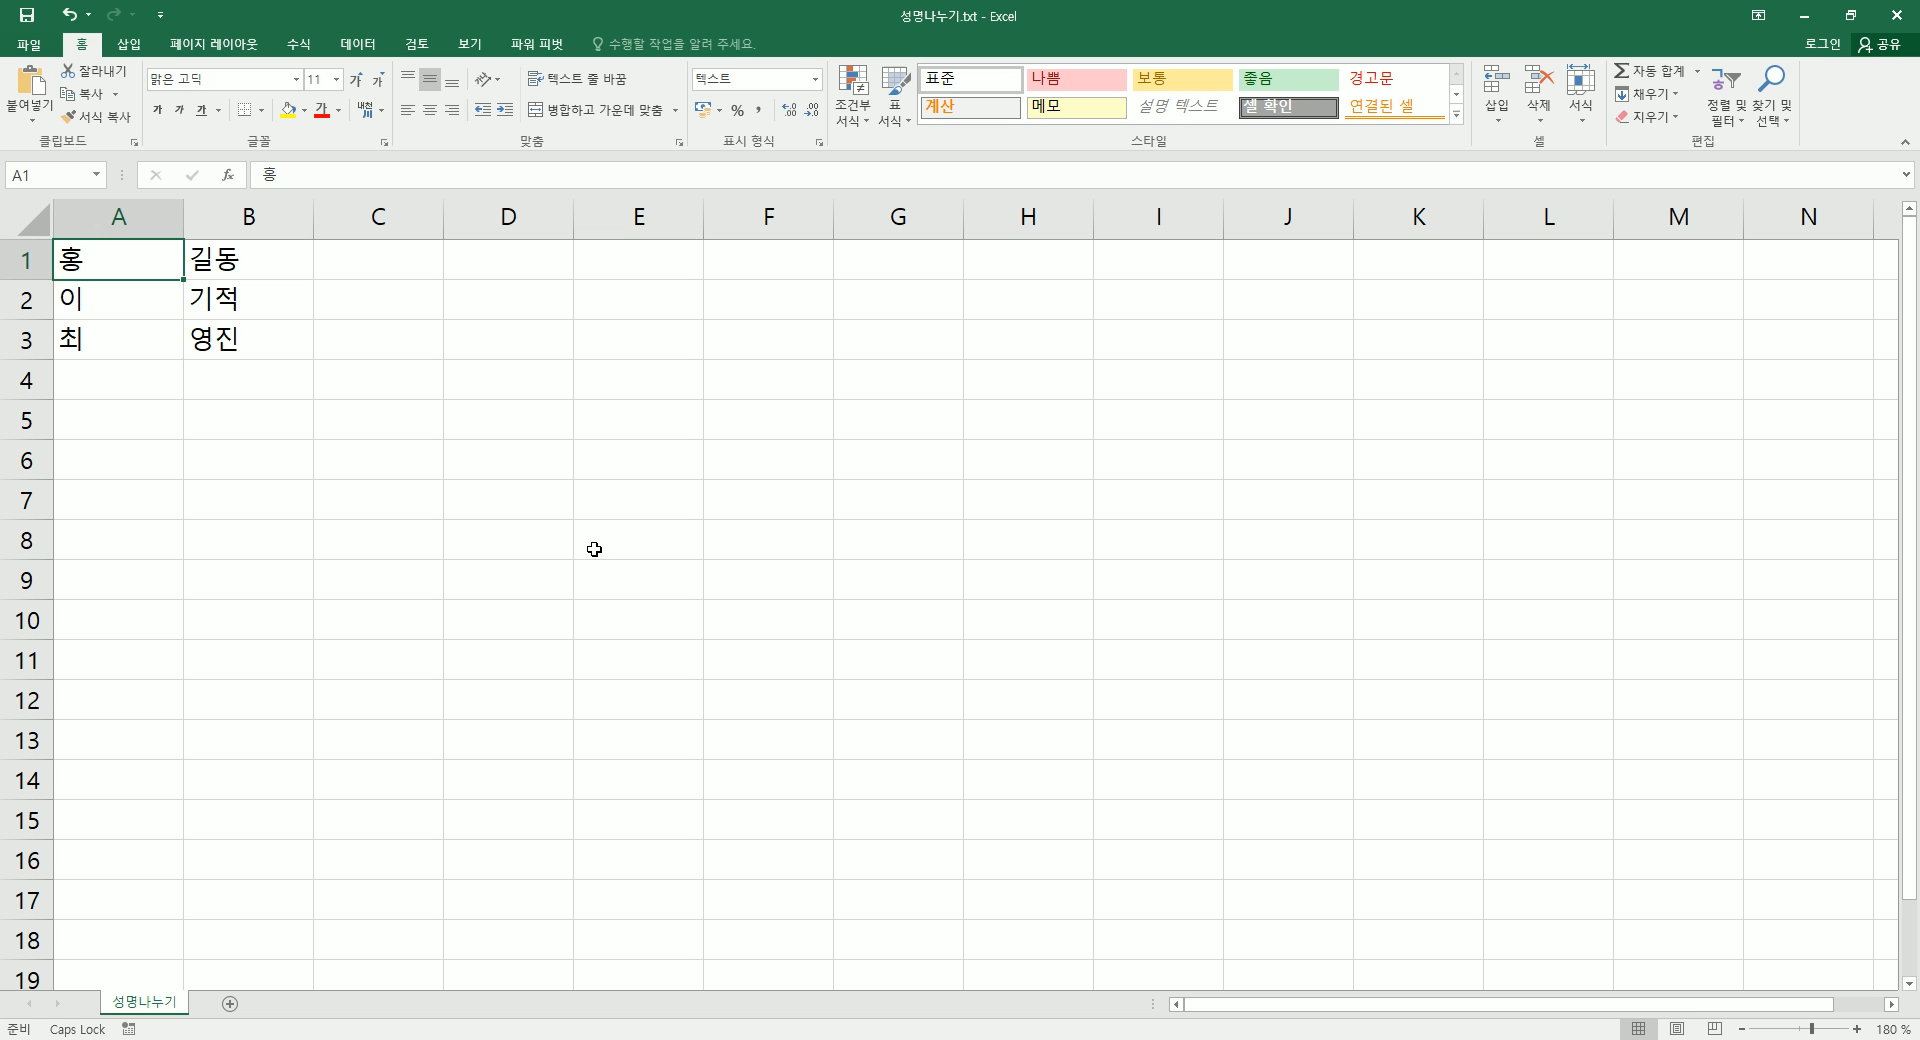 성명나누기.txt - Excel
파일 홈 삽입 페이지 레이아웃 수식 데이터 검토 보기 파워 피벗 수행할 작업을 알려 주세요. 로그인 공유
붙여넣기 잘라내기 복사 서식 복사
클립보드
맑은 고딕 11
가 가
가 가 가 가 내천
글꼴
텍스트 줄 바꿈
병합하고 가운데 맞춤
맞춤
텍스트
% ,
표시 형식
조건부 서식
표 서식
표준 나쁨 보통 좋음 경고문
계산 메모 설명 텍스트 셀 확인 연결된 셀
스타일
삽입 삭제 서식
셀
자동 합계
채우기
지우기
정렬 및 필터
찾기 및 선택
편집
A1 fx 홍
A B C D E F G H I J K L M N
1 홍 길동
2 이 기적
3 최 영진
4
5
6
7
8
9
10
11
12
13
14
15
16
17
18
19
성명나누기
준비 Caps Lock 180 %